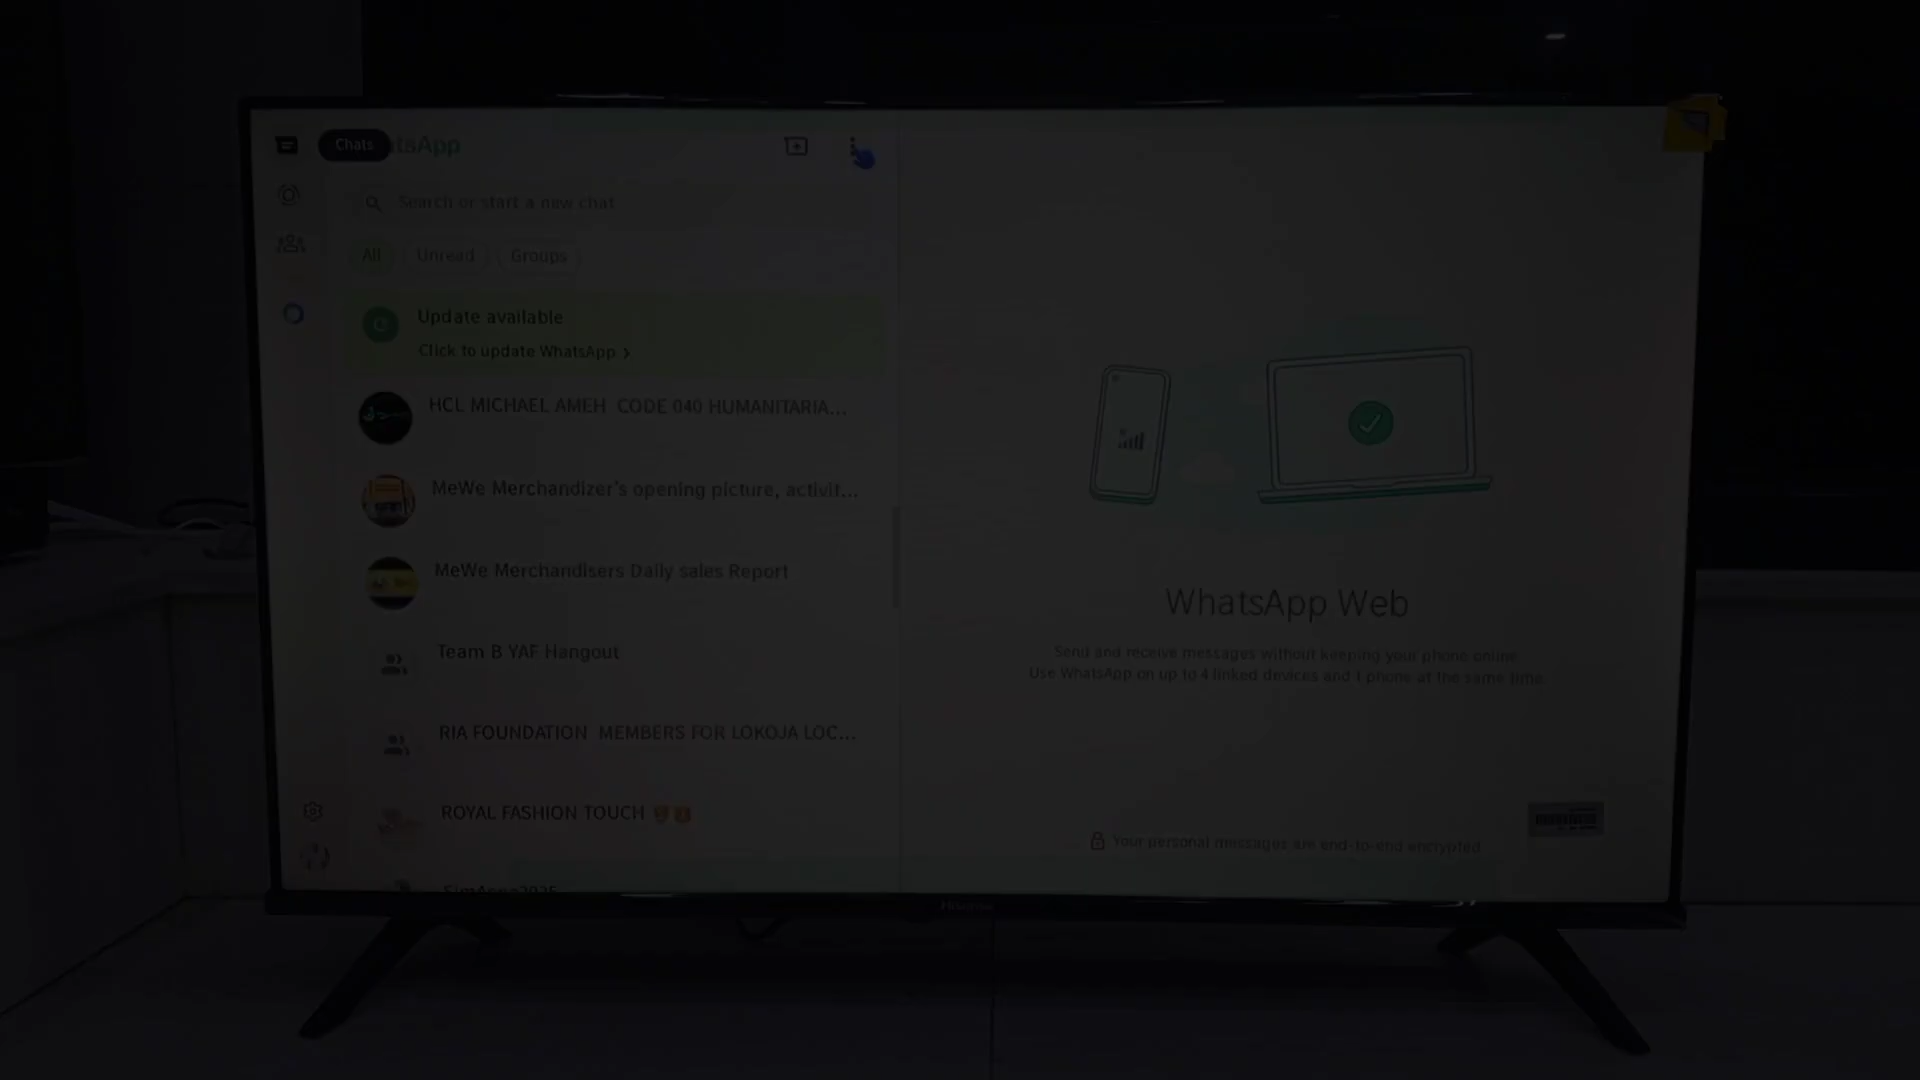 Chats
tsApp
Search or start a new chat
All Unread Groups
Update available
Click to update WhatsApp
HCL MICHAEL AMEH CODE 040 HUMANITARIA...
MeWe Merchandizer's opening picture, activit...
MeWe Merchandisers Daily sales Report
Team B YAF Hangout
RIA FOUNDATION MEMBERS FOR LOKOJA LOC...
ROYAL FASHION TOUCH
WhatsApp Web
Send and receive messages without keeping your phone online.
Use WhatsApp on up to 4 linked devices and 1 phone at the same time.
Your personal messages are end-to-end encrypted
Hisense